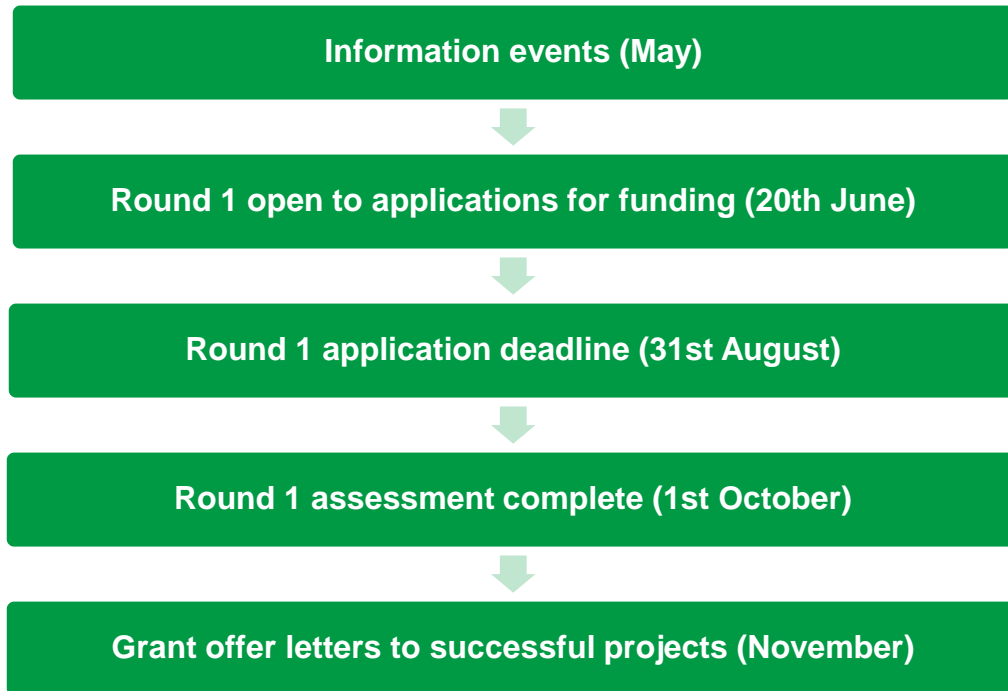 Information events (May)
Round 1 open to applications for funding (20th June)
Round 1 application deadline (31st August)
Round 1 assessment complete (1st October)
Grant offer letters to successful projects (November)